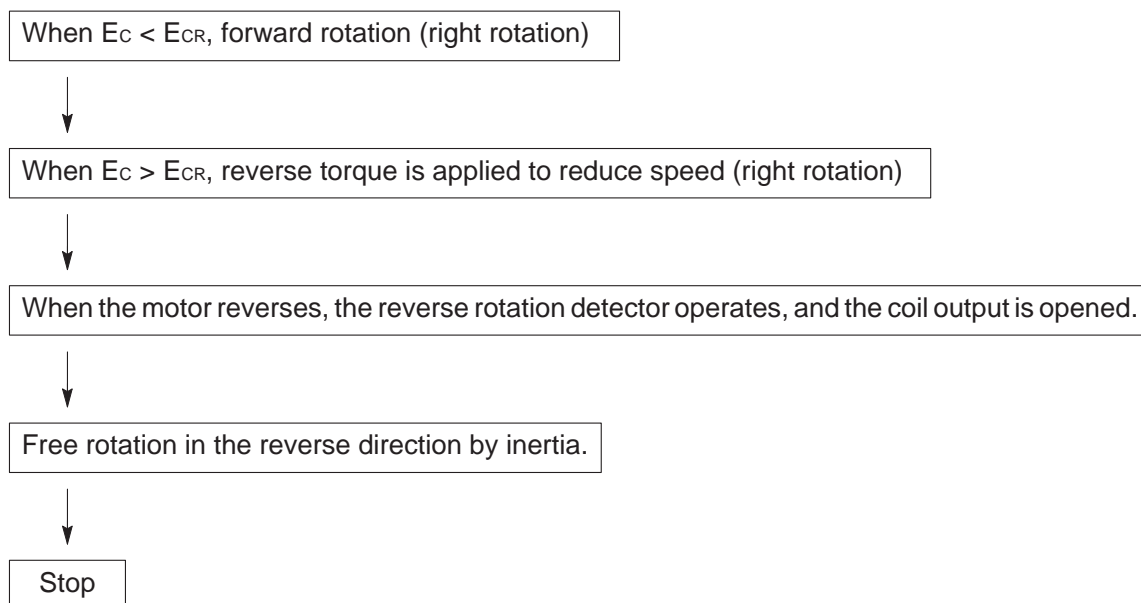 When EC < ECR, forward rotation (right rotation)
When EC > ECR, reverse torque is applied to reduce speed (right rotation)
When the motor reverses, the reverse rotation detector operates, and the coil output is opened.
Free rotation in the reverse direction by inertia.
Stop